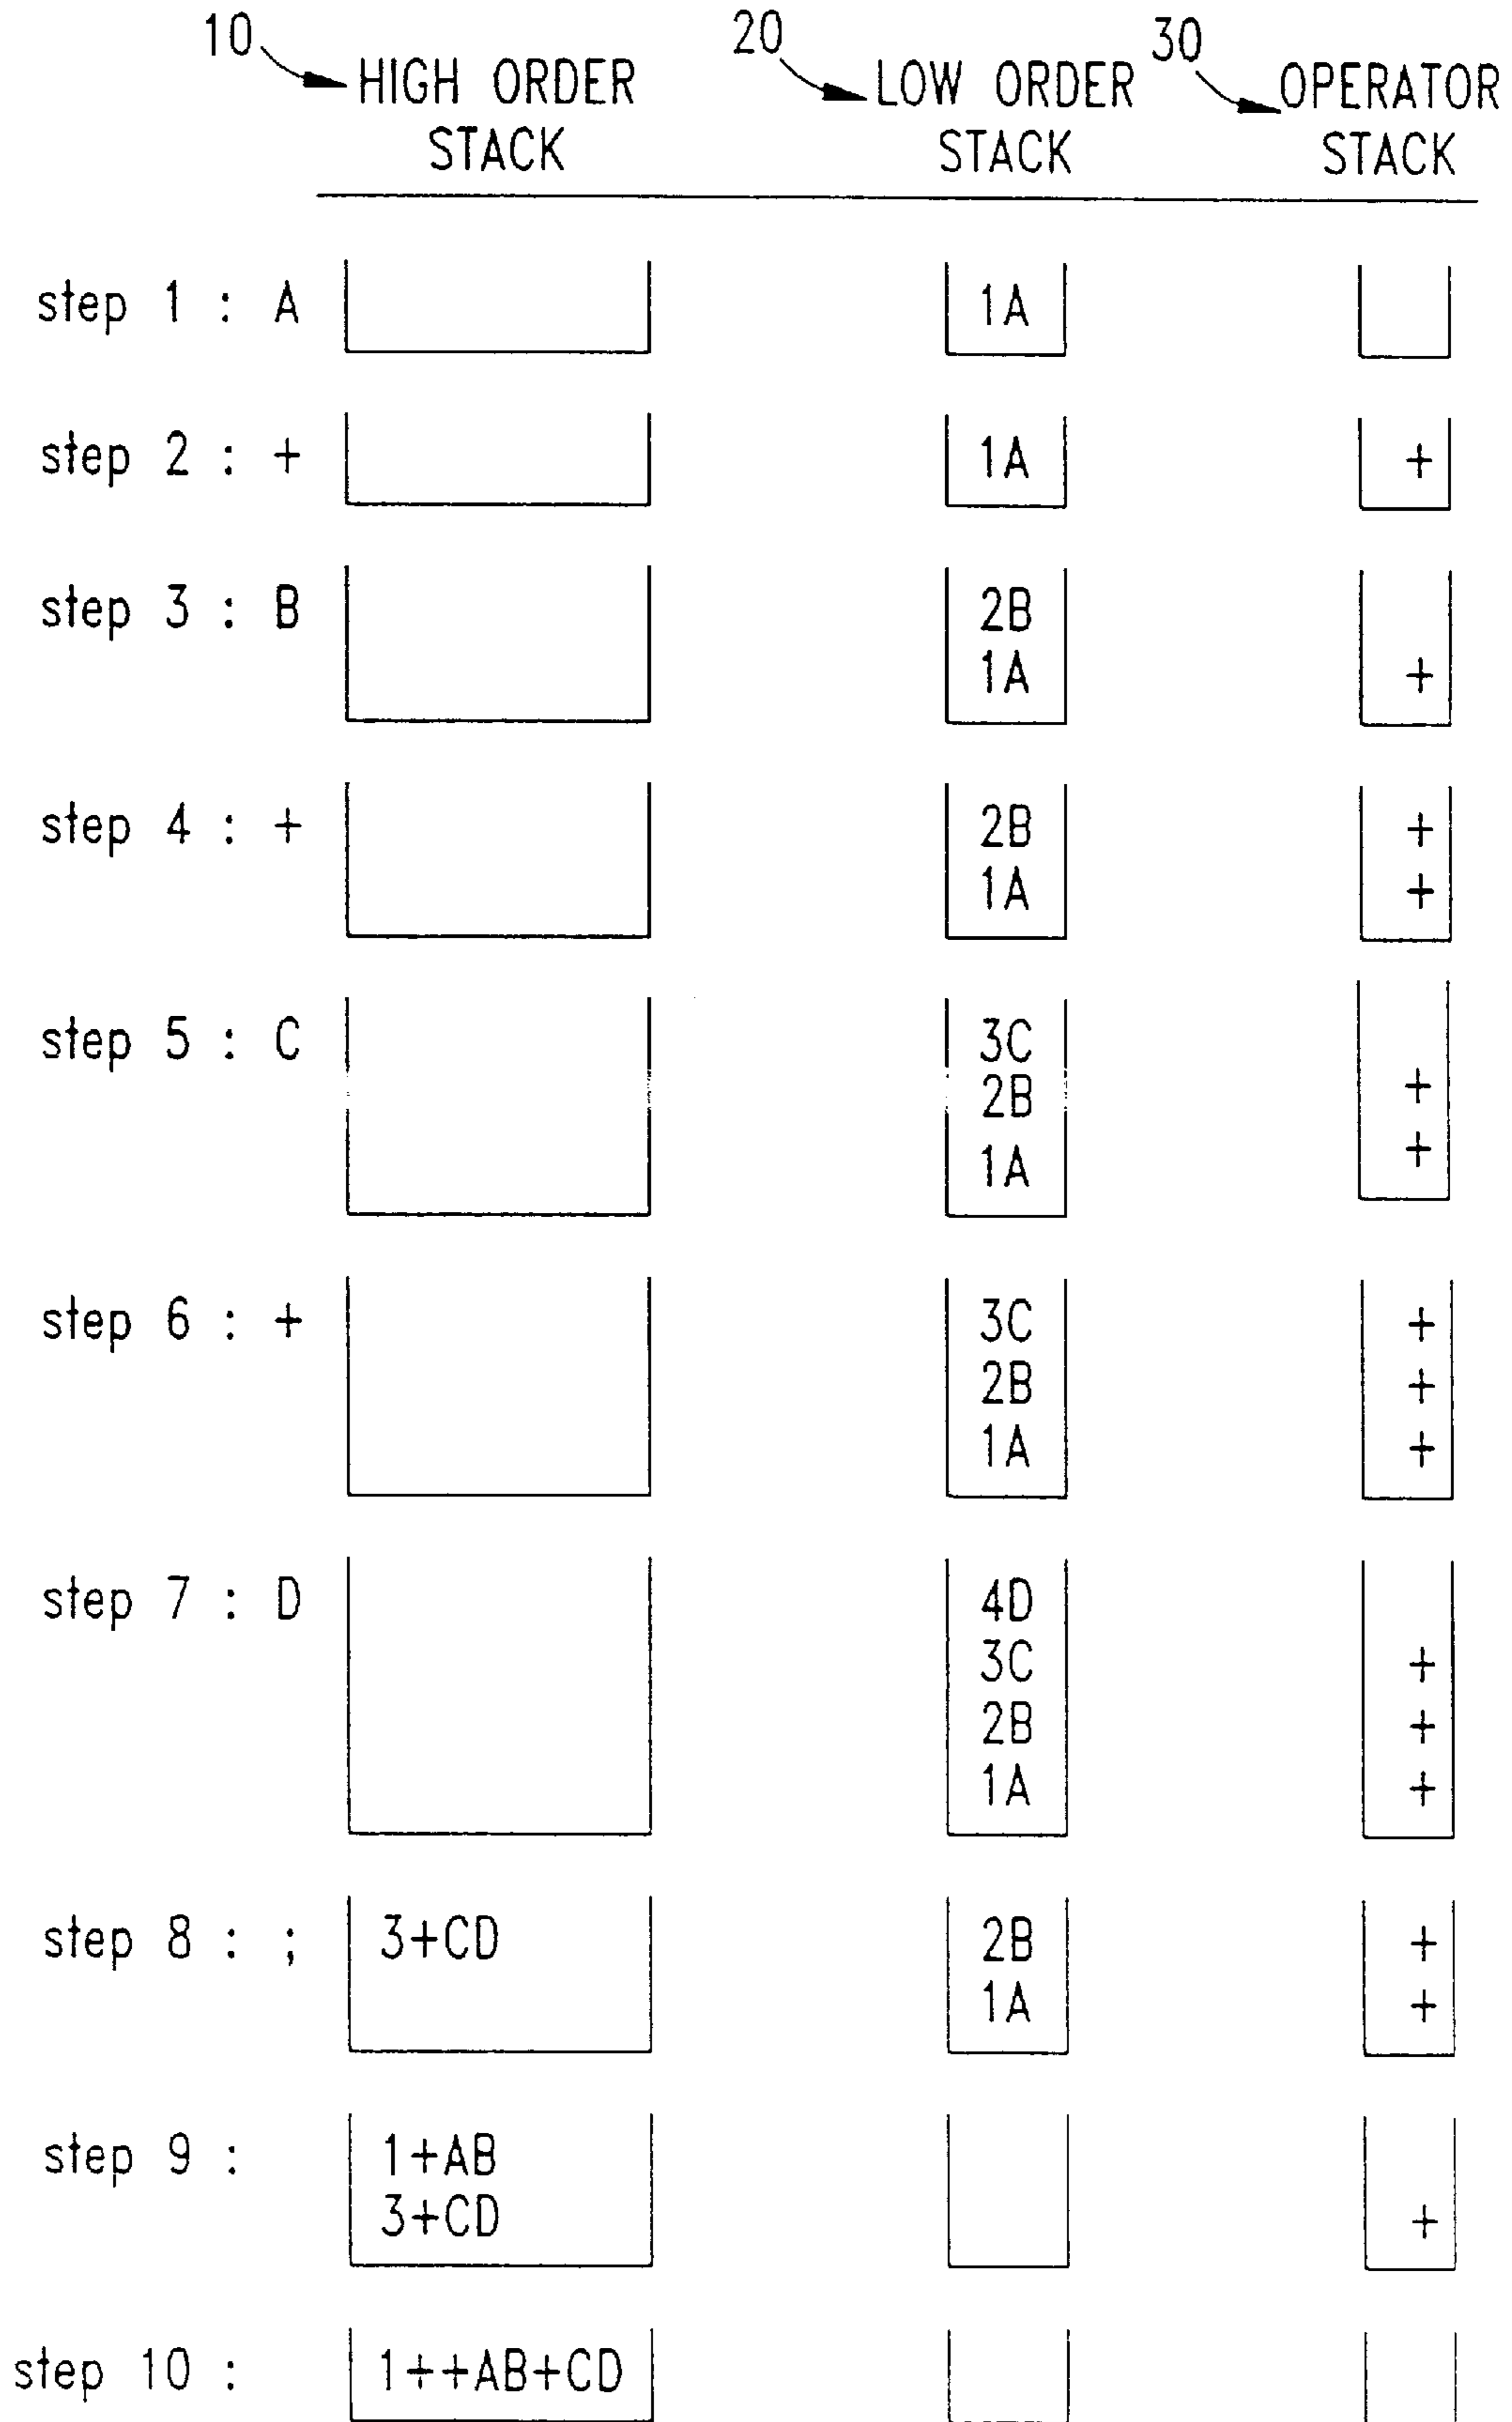 10 20 30
HIGH ORDER LOW ORDER OPERATOR
STACK STACK STACK
step 1 : A 1A
step 2 : + 1A +
step 3 : B 2B
1A +
step 4 : + 2B +
1A +
step 5 : C 3C
2B +
1A +
step 6 : + 3C +
2B +
1A +
step 7 : D 4D
3C +
2B +
1A +
step 8 : ; 3+CD 2B +
1A +
step 9 : 1+AB
3+CD +
step 10 : 1++AB+CD